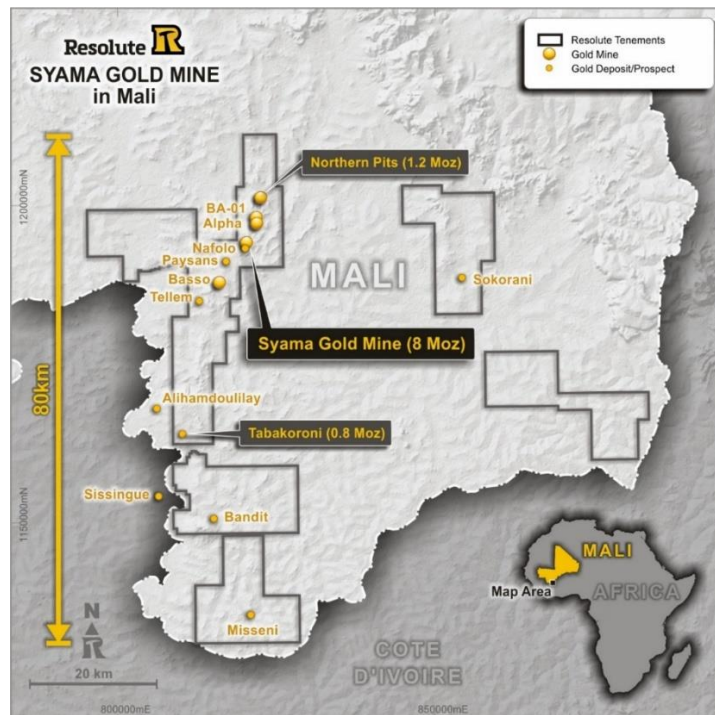 Resolute R
SYAMA GOLD MINE
in Mali
Resolute Tenements
Gold Mine
Gold Deposit/Prospect
Northern Pits (1.2 Moz)
BA-01
Alpha
Nafolo
Paysans
Basso
Tellem
MALI
Sokorani
Syama Gold Mine (8 Moz)
80km
Alihamdoulilay
Tabakoroni (0.8 Moz)
Sissingue
Bandit
Misseni
1200000mN
1150000mN
N
R
20 km
800000mE
850000mE
COTE
D'IVOIRE
MALI
AFRICA
Map Area